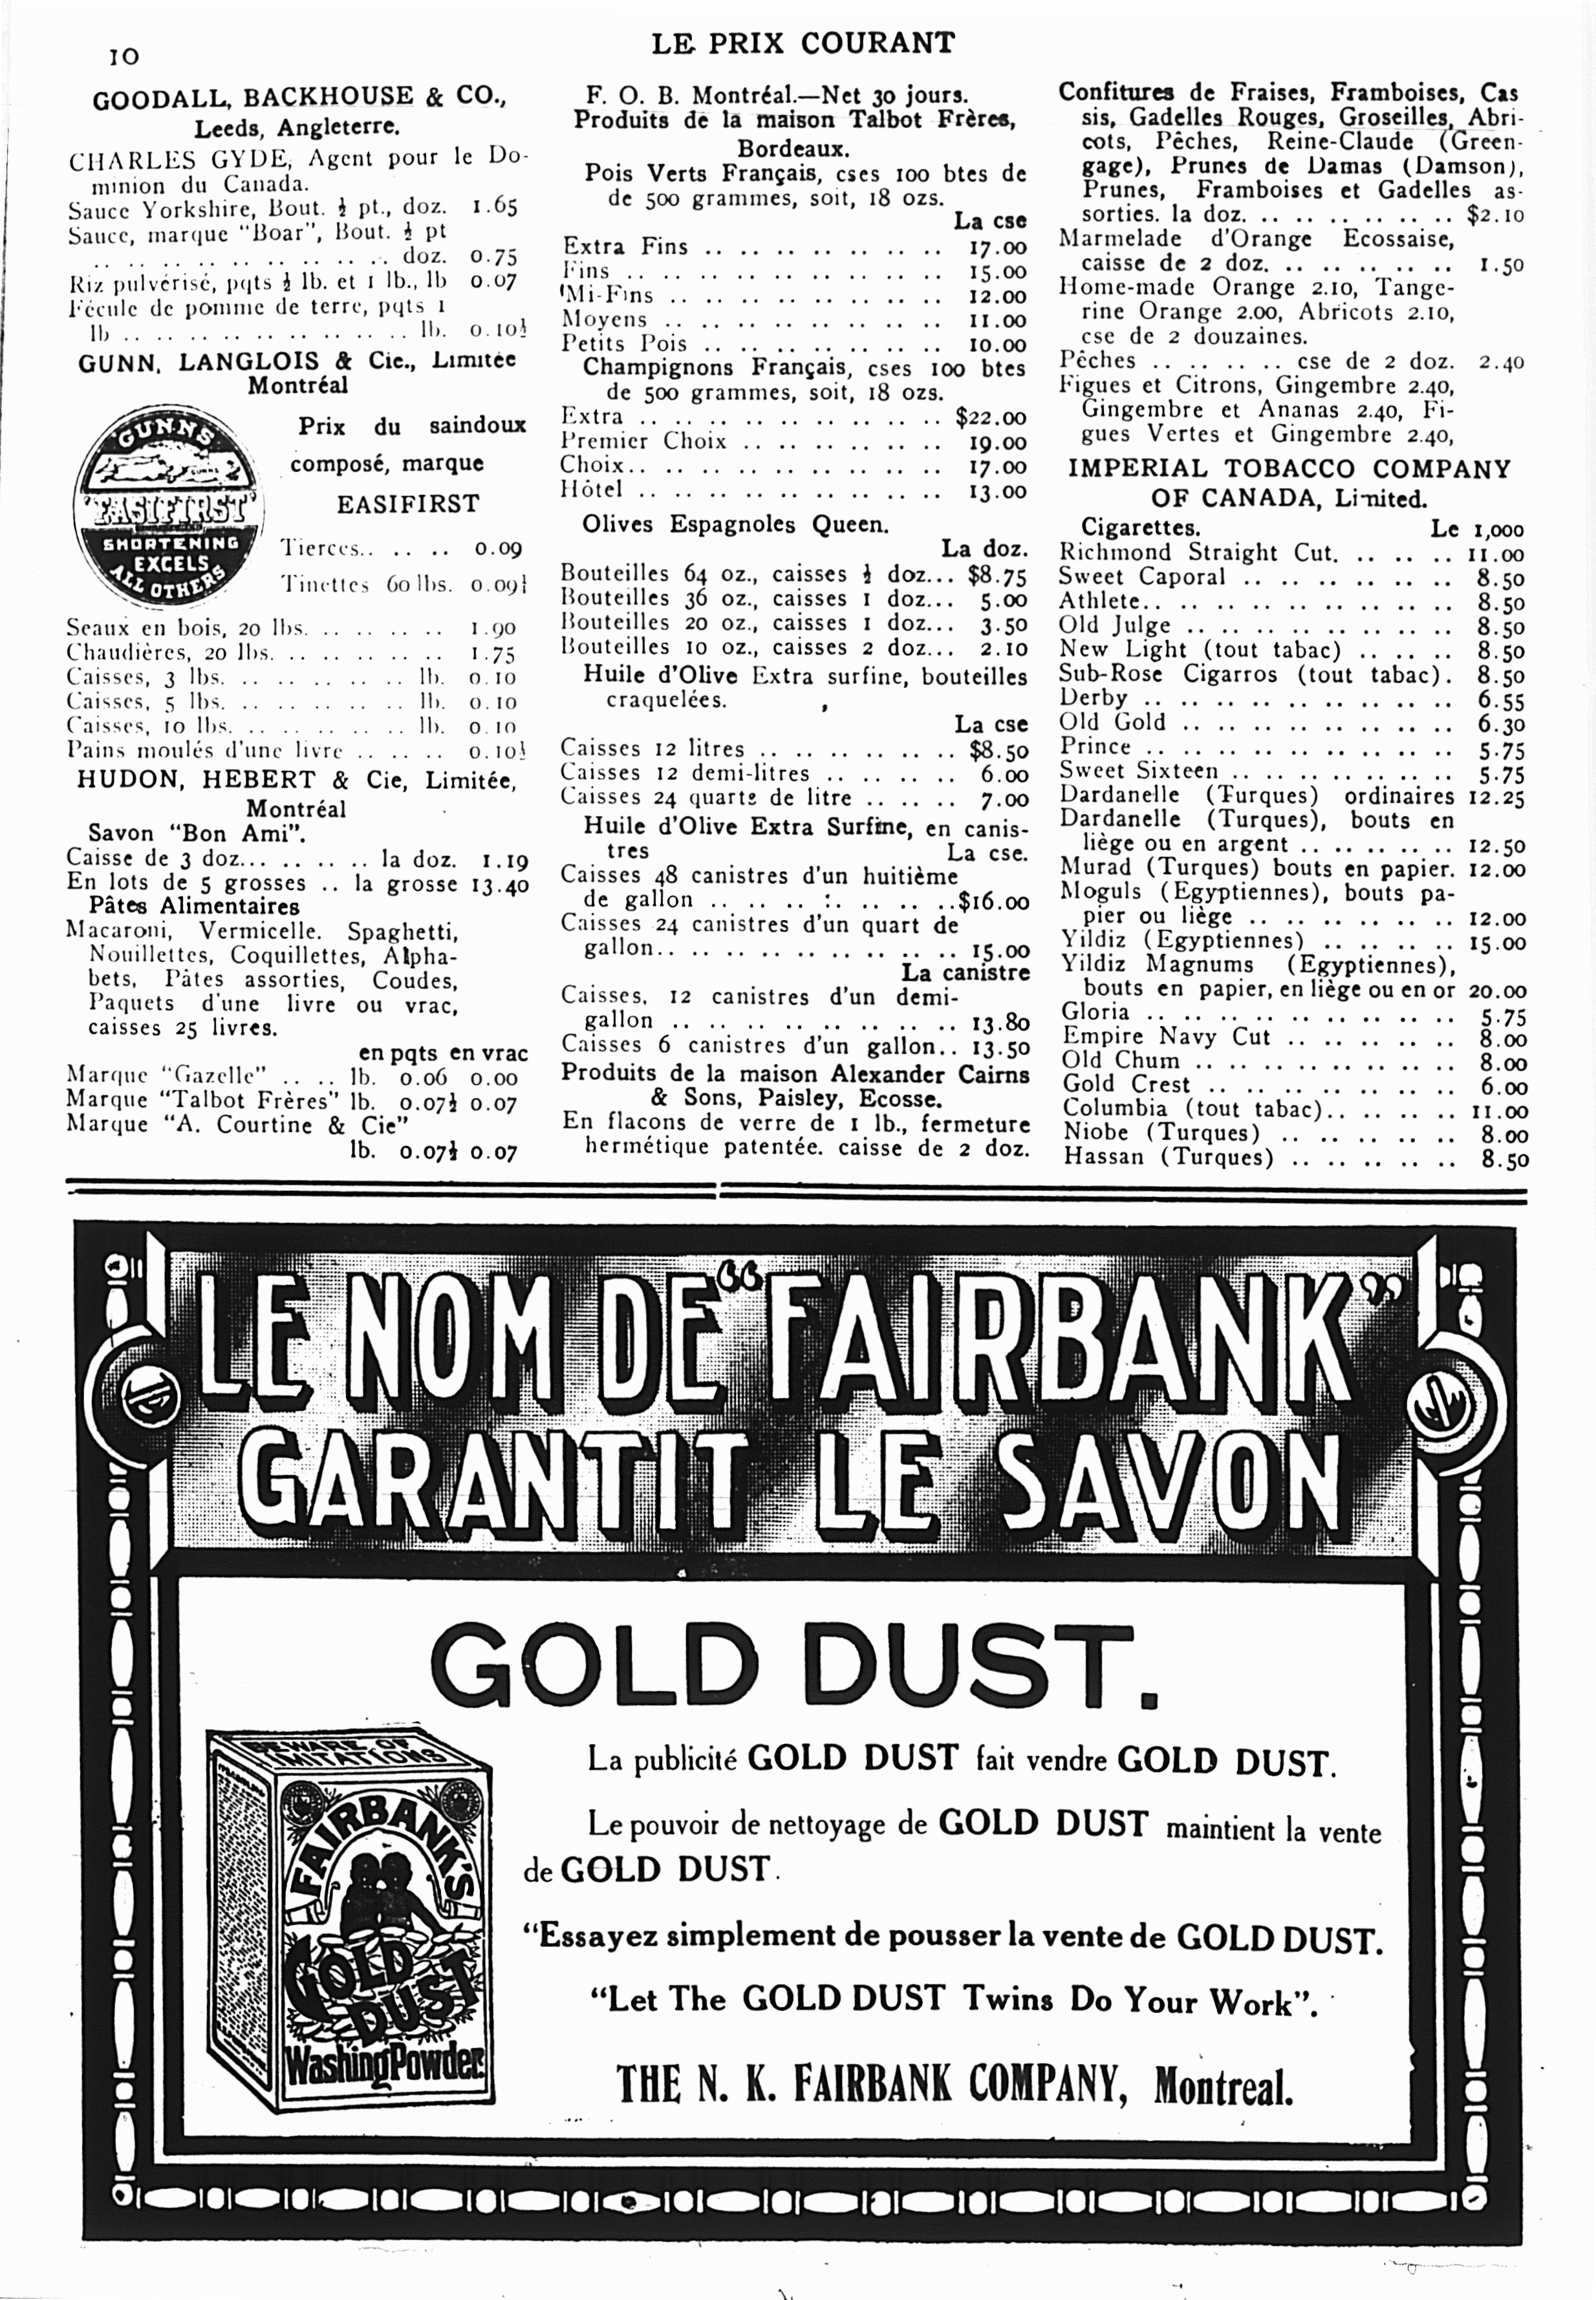 10
LE PRIX COURANT
GOODALL, BACKHOUSE & CO.,
Leeds, Angleterre.
CHARLES GYDE, Agent pour le Do-
minion du Canada.
Sauce Yorkshire, Bout. ½ pt., doz. 1.65
Sauce, marque "Boar", Bout. ½ pt
.. .. .. .. .. .. .. .. .. doz. 0.75
Riz pulvérisé, pqts ½ lb. et 1 lb., lb 0.07
Fécule de pomme de terre, pqts 1
lb .. .. .. .. .. .. .. .. .. lb. 0.10½
GUNN, LANGLOIS & Cie., Limitée
Montréal
GUNNS
"EASIFIRST"
SHORTENING
EXCELS
ALL OTHERS
Prix du saindoux
composé, marque
EASIFIRST
Tierces.. .. .. 0.09
Tinettes 60 lbs. 0.09¼
Seaux en bois, 20 lbs. .. .. .. .. 1.90
Chaudières, 20 lbs. .. .. .. .. .. 1.75
Caisses, 3 lbs. .. .. .. .. .. lb. 0.10
Caisses, 5 lbs. .. .. .. .. .. lb. 0.10
Caisses, 10 lbs. .. .. .. .. .. lb. 0.10
Pains moulés d'une livre .. .. .. 0.10½
HUDON, HEBERT & Cie, Limitée,
Montréal
Savon "Bon Ami".
Caisse de 3 doz... .. .. .. la doz. 1.19
En lots de 5 grosses .. la grosse 13.40
Pâtes Alimentaires
Macaroni, Vermicelle. Spaghetti,
Nouillettes, Coquillettes, Alpha-
bets, Pâtes assorties, Coudes,
Paquets d'une livre ou vrac,
caisses 25 livres.
en pqts en vrac
Marque "Gazelle" .. .. lb. 0.06 0.00
Marque "Talbot Frères" lb. 0.07½ 0.07
Marque "A. Courtine & Cie"
lb. 0.07½ 0.07
F. O. B. Montréal.—Net 30 jours.
Produits de la maison Talbot Frères,
Bordeaux.
Pois Verts Français, cses 100 btes de
de 500 grammes, soit, 18 ozs.
La cse
Extra Fins .. .. .. .. .. .. .. 17.00
Fins .. .. .. .. .. .. .. .. .. 15.00
Mi-Fins .. .. .. .. .. .. .. .. 12.00
Moyens .. .. .. .. .. .. .. .. 11.00
Petits Pois .. .. .. .. .. .. .. 10.00
Champignons Français, cses 100 btes
de 500 grammes, soit, 18 ozs.
Extra .. .. .. .. .. .. .. .. $22.00
Premier Choix .. .. .. .. .. .. 19.00
Choix.. .. .. .. .. .. .. .. .. 17.00
Hôtel .. .. .. .. .. .. .. .. .. 13.00
Olives Espagnoles Queen.
La doz.
Bouteilles 64 oz., caisses ½ doz... $8.75
Bouteilles 36 oz., caisses 1 doz... 5.00
Bouteilles 20 oz., caisses 1 doz... 3.50
Bouteilles 10 oz., caisses 2 doz... 2.10
Huile d'Olive Extra surfine, bouteilles
craquelées.
La cse
Caisses 12 litres .. .. .. .. .. $8.50
Caisses 12 demi-litres .. .. .. .. 6.00
Caisses 24 quarts de litre .. .. .. 7.00
Huile d'Olive Extra Surfine, en canis-
tres La cse.
Caisses 48 canistres d'un huitième
de gallon .. .. .. :. .. .. ..$16.00
Caisses 24 canistres d'un quart de
gallon.. .. .. .. .. .. .. .. 15.00
La canistre
Caisses, 12 canistres d'un demi-
gallon .. .. .. .. .. .. .. .. 13.80
Caisses 6 canistres d'un gallon.. 13.50
Produits de la maison Alexander Cairns
& Sons, Paisley, Ecosse.
En flacons de verre de 1 lb., fermeture
hermétique patentée. caisse de 2 doz.
Confitures de Fraises, Framboises, Cas
sis, Gadelles Rouges, Groseilles, Abri-
cots, Pêches, Reine-Claude (Green-
gage), Prunes de Damas (Damson),
Prunes, Framboises et Gadelles as-
sorties. la doz. .. .. .. .. .. .. $2.10
Marmelade d'Orange Ecossaise,
caisse de 2 doz. .. .. .. .. .. 1.50
Home-made Orange 2.10, Tange-
rine Orange 2.00, Abricots 2.10,
cse de 2 douzaines.
Pêches .. .. .. .. cse de 2 doz. 2.40
Figues et Citrons, Gingembre 2.40,
Gingembre et Ananas 2.40, Fi-
gues Vertes et Gingembre 2.40,
IMPERIAL TOBACCO COMPANY
OF CANADA, Limited.
Cigarettes. Le 1,000
Richmond Straight Cut. .. .. .. 11.00
Sweet Caporal .. .. .. .. .. .. 8.50
Athlete.. .. .. .. .. .. .. .. .. 8.50
Old Julge .. .. .. .. .. .. .. .. 8.50
New Light (tout tabac) .. .. .. 8.50
Sub-Rose Cigarros (tout tabac). 8.50
Derby .. .. .. .. .. .. .. .. .. 6.55
Old Gold .. .. .. .. .. .. .. .. 6.30
Prince .. .. .. .. .. .. .. .. .. 5.75
Sweet Sixteen .. .. .. .. .. .. 5.75
Dardanelle (Turques) ordinaires 12.25
Dardanelle (Turques), bouts en
liège ou en argent .. .. .. .. 12.50
Murad (Turques) bouts en papier. 12.00
Moguls (Egyptiennes), bouts pa-
pier ou liège .. .. .. .. .. .. 12.00
Yildiz (Egyptiennes) .. .. .. .. 15.00
Yildiz Magnums (Egyptiennes),
bouts en papier, en liège ou en or 20.00
Gloria .. .. .. .. .. .. .. .. .. 5.75
Empire Navy Cut .. .. .. .. .. 8.00
Old Chum .. .. .. .. .. .. .. .. 8.00
Gold Crest .. .. .. .. .. .. .. 6.00
Columbia (tout tabac).. .. .. .. 11.00
Niobe (Turques) .. .. .. .. .. 8.00
Hassan (Turques) .. .. .. .. .. 8.50
LE NOM DE "FAIRBANK"
GARANTIT LE SAVON
GOLD DUST.
BEWARE OF
IMITATIONS
FAIRBANK'S
GOLD
DUST
Washing Powder.
La publicité GOLD DUST fait vendre GOLD DUST.
Le pouvoir de nettoyage de GOLD DUST maintient la vente
de GOLD DUST.
"Essayez simplement de pousser la vente de GOLD DUST.
"Let The GOLD DUST Twins Do Your Work".
THE N. K. FAIRBANK COMPANY, Montreal.